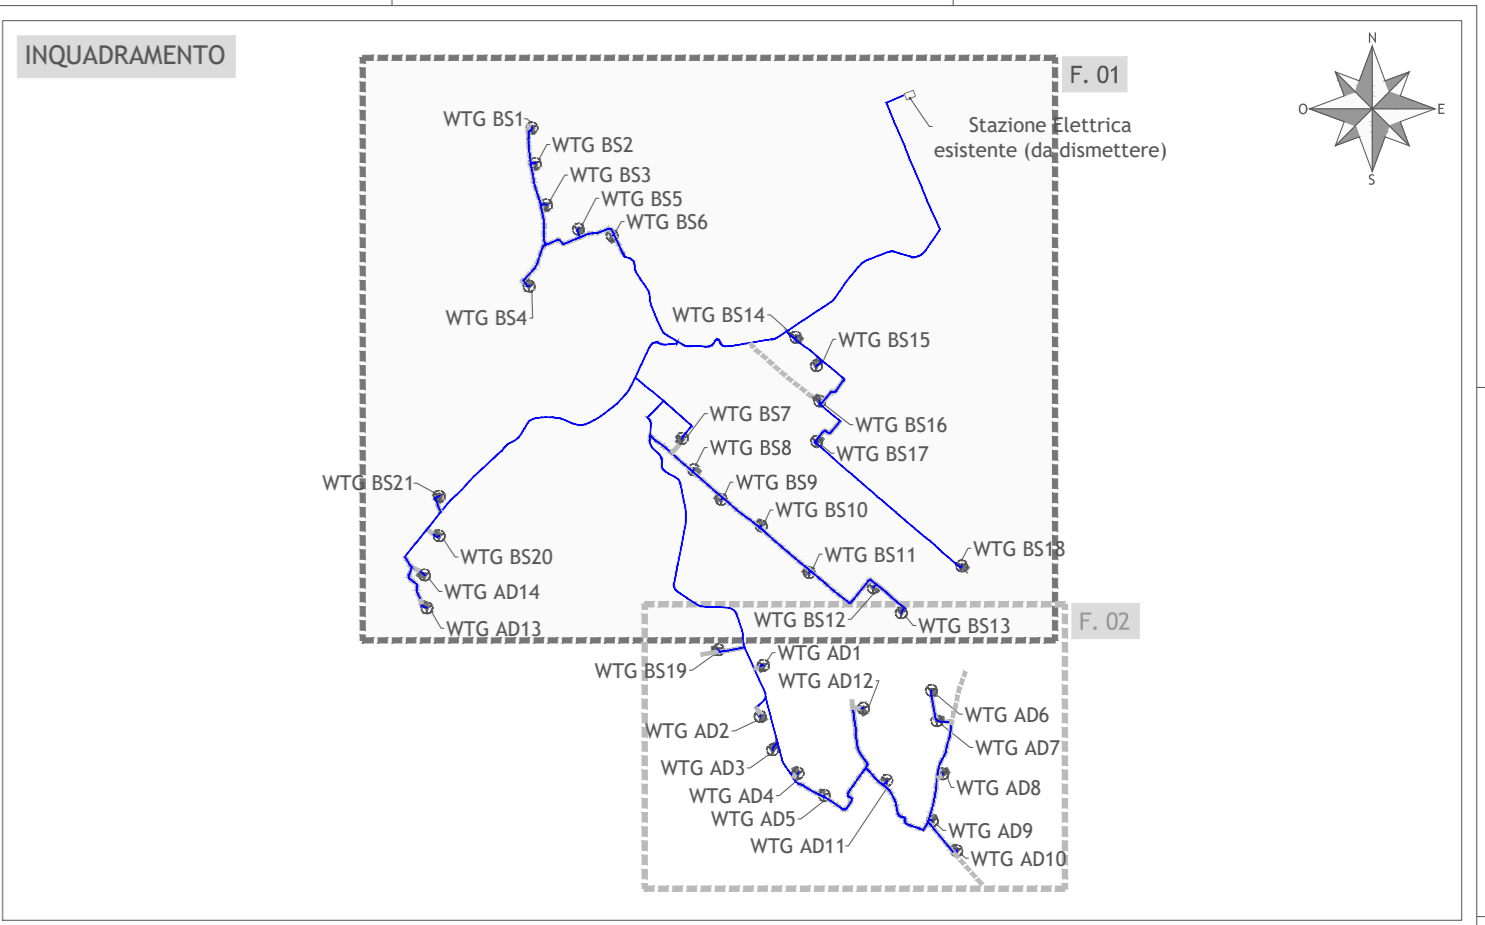 INQUADRAMENTO
F. 01
N
O
E
S
Stazione Elettrica
esistente (da dismettere)
WTG BS1
WTG BS2
WTG BS3
WTG BS5
WTG BS6
WTG BS4
WTG BS14
WTG BS15
WTG BS7
WTG BS16
WTG BS8
WTG BS17
WTG BS21
WTG BS9
WTG BS10
WTG BS18
WTG BS20
WTG BS11
WTG AD14
WTG BS12
WTG BS13
F. 02
WTG AD13
WTG AD1
WTG BS19
WTG AD12
WTG AD6
WTG AD2
WTG AD7
WTG AD3
WTG AD8
WTG AD4
WTG AD5
WTG AD9
WTG AD11
WTG AD10